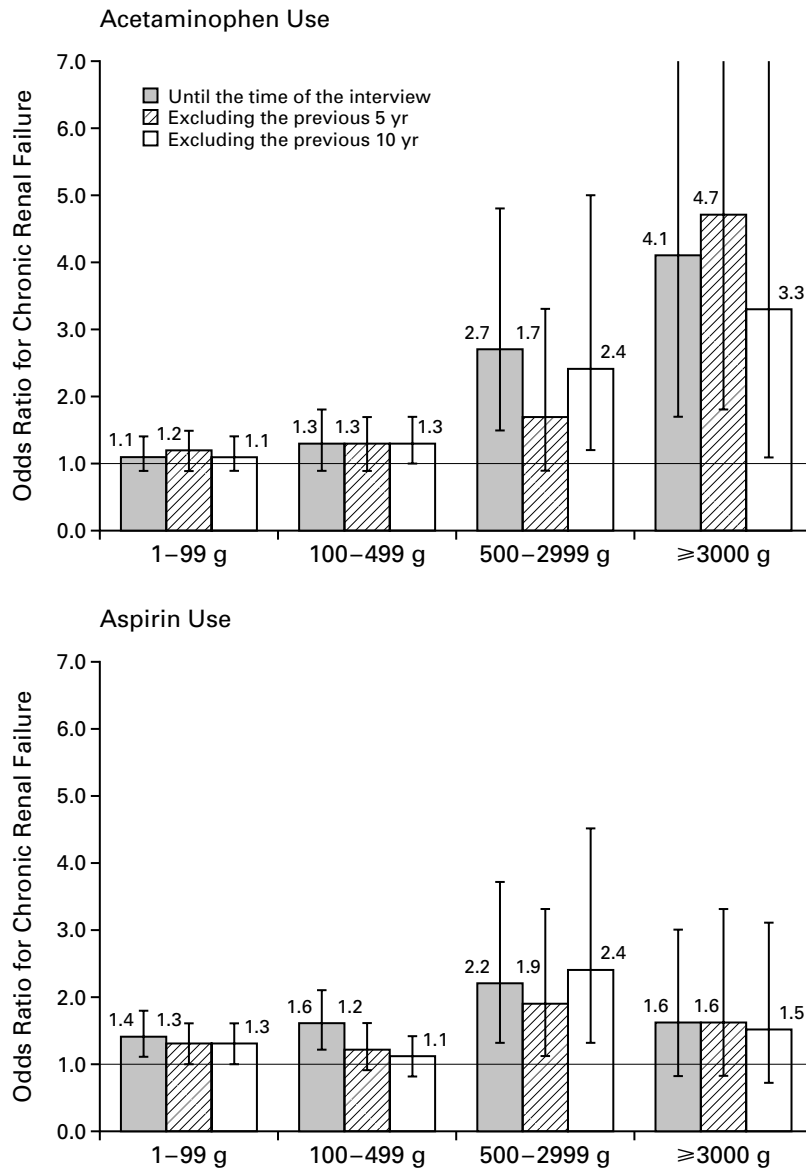 Acetaminophen Use
Odds Ratio for Chronic Renal Failure
7.0
6.0
5.0
4.0
3.0
2.0
1.0
0.0
Until the time of the interview
Excluding the previous 5 yr
Excluding the previous 10 yr
1.1
1.2
1.1
1.3
1.3
1.3
2.7
1.7
2.4
4.1
4.7
3.3
1–99 g
100–499 g
500–2999 g
⩾3000 g
Aspirin Use
Odds Ratio for Chronic Renal Failure
7.0
6.0
5.0
4.0
3.0
2.0
1.0
0.0
1.4
1.3
1.3
1.6
1.2
1.1
2.2
1.9
2.4
1.6
1.6
1.5
1–99 g
100–499 g
500–2999 g
⩾3000 g